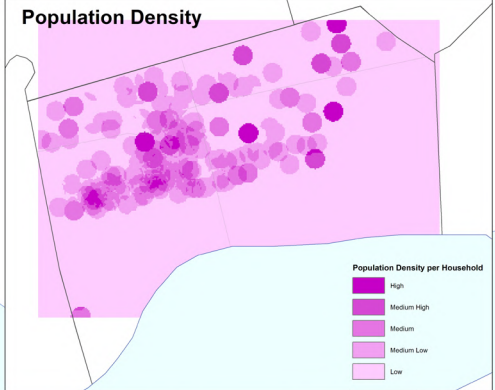 Population Density
Population Density per Household
High
Medium High
Medium
Medium Low
Low